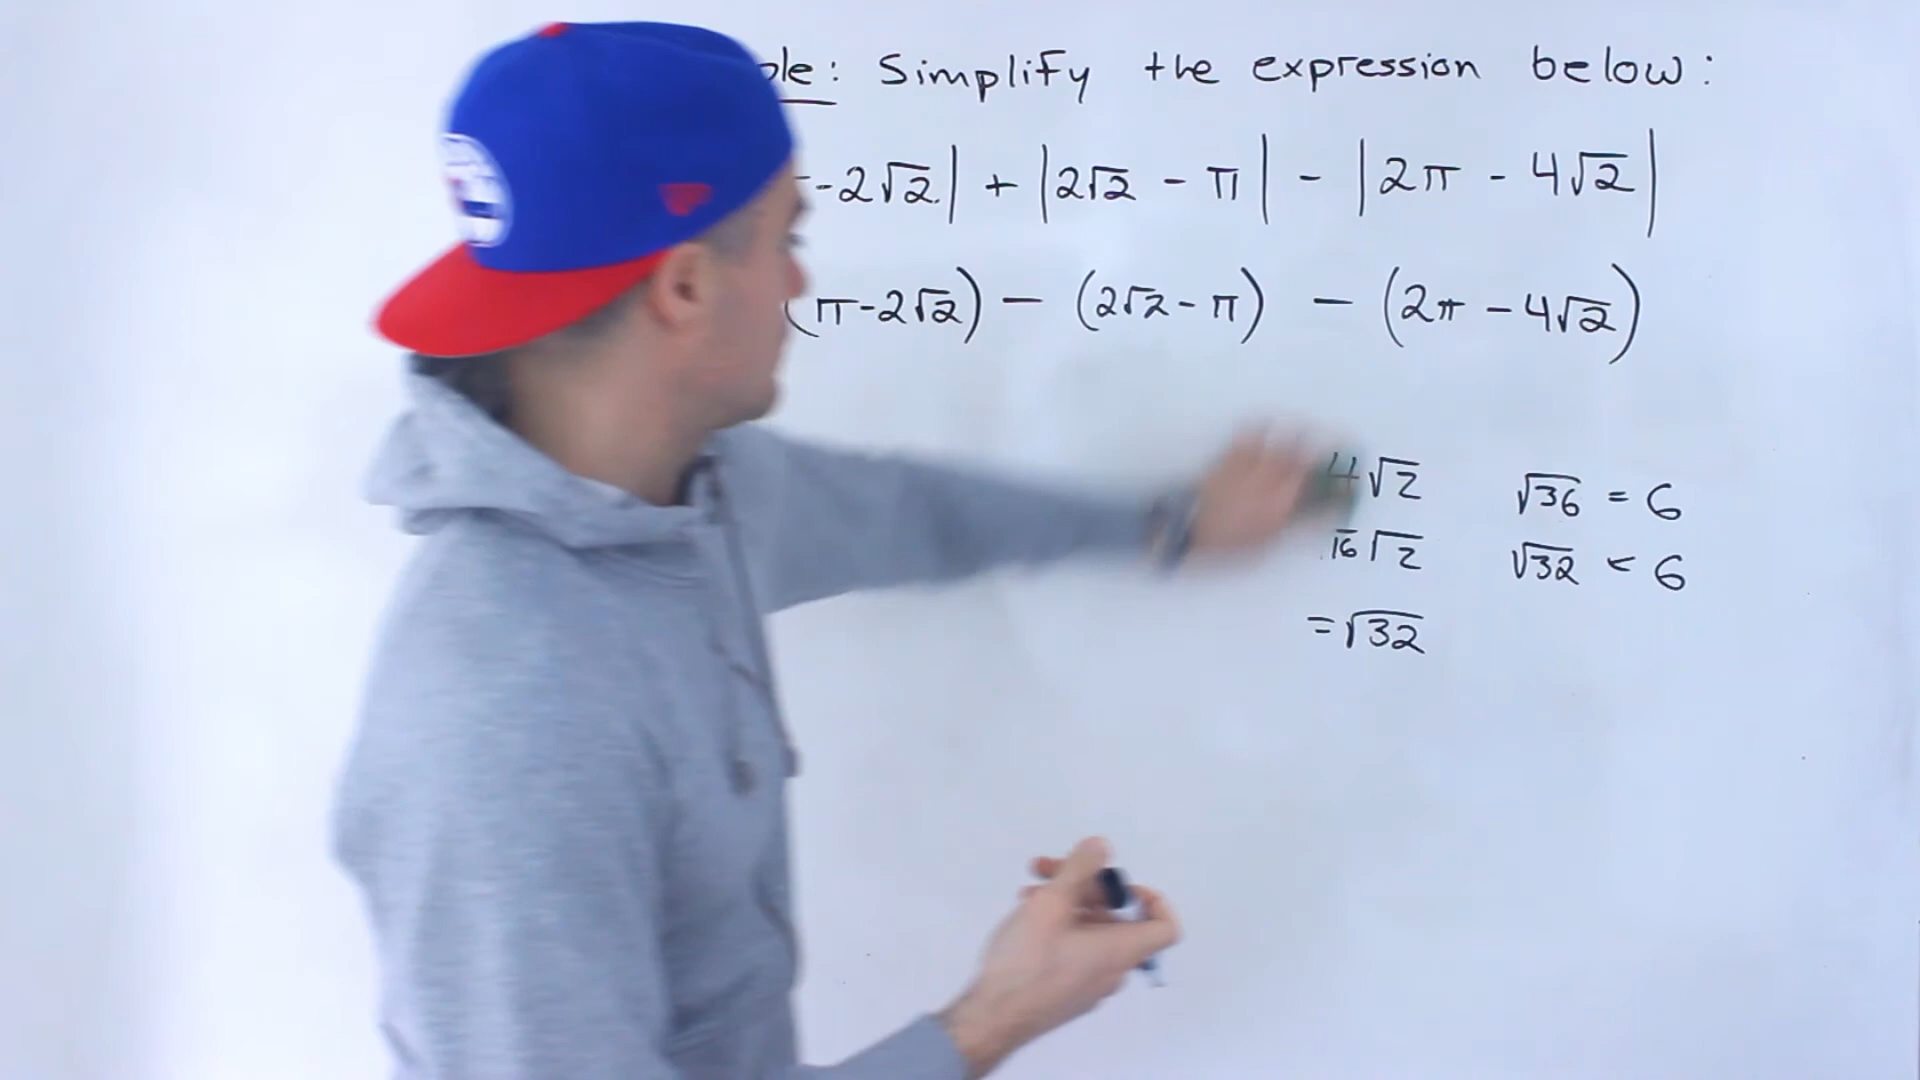 ple: Simplify the expression below:
-2√2| + |2√2 - π| - |2π - 4√2|
(π-2√2) - (2√2 - π) - (2π - 4√2)
4√2 √36 = 6
16√2 √32 < 6
= √32